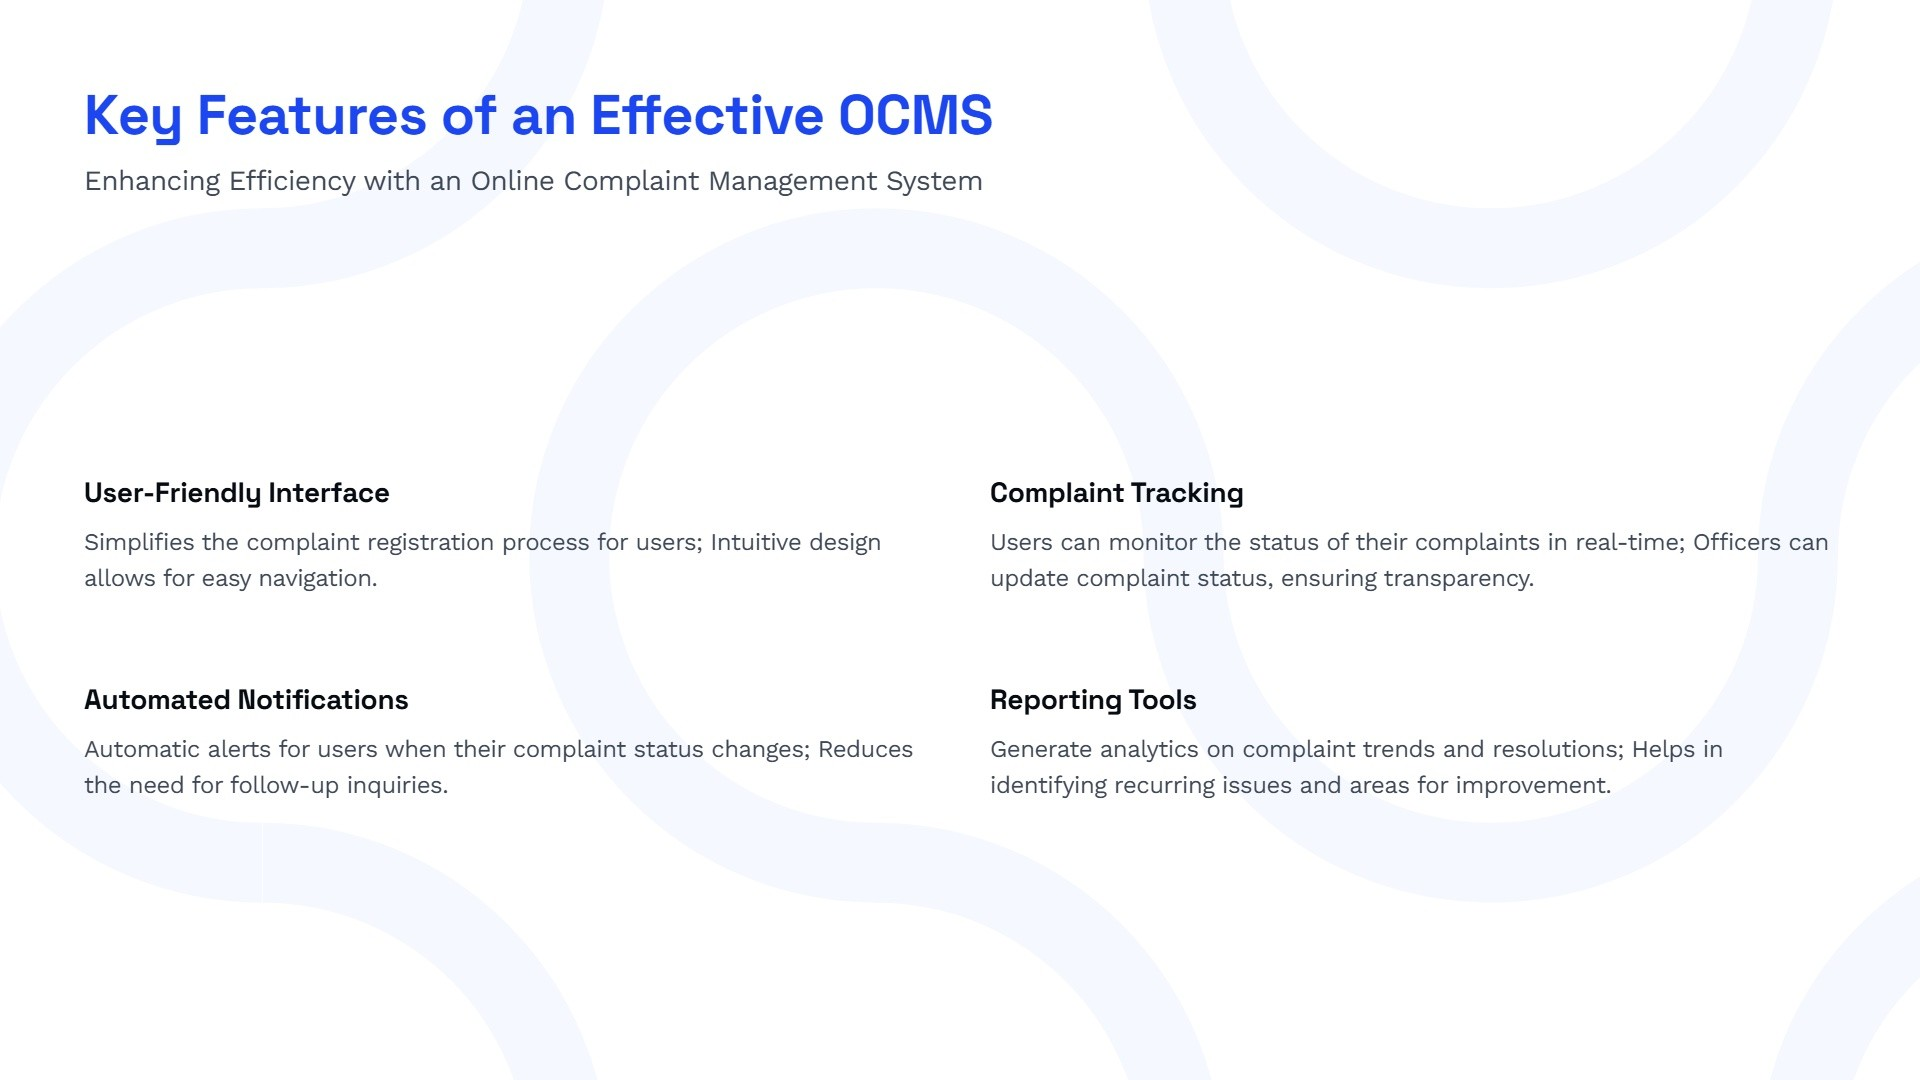 Key Features of an Effective OCMS
Enhancing Efficiency with an Online Complaint Management System
User-Friendly Interface
Simplifies the complaint registration process for users; Intuitive design
allows for easy navigation.
Complaint Tracking
Users can monitor the status of their complaints in real-time; Officers can
update complaint status, ensuring transparency.
Automated Notifications
Automatic alerts for users when their complaint status changes; Reduces
the need for follow-up inquiries.
Reporting Tools
Generate analytics on complaint trends and resolutions; Helps in
identifying recurring issues and areas for improvement.